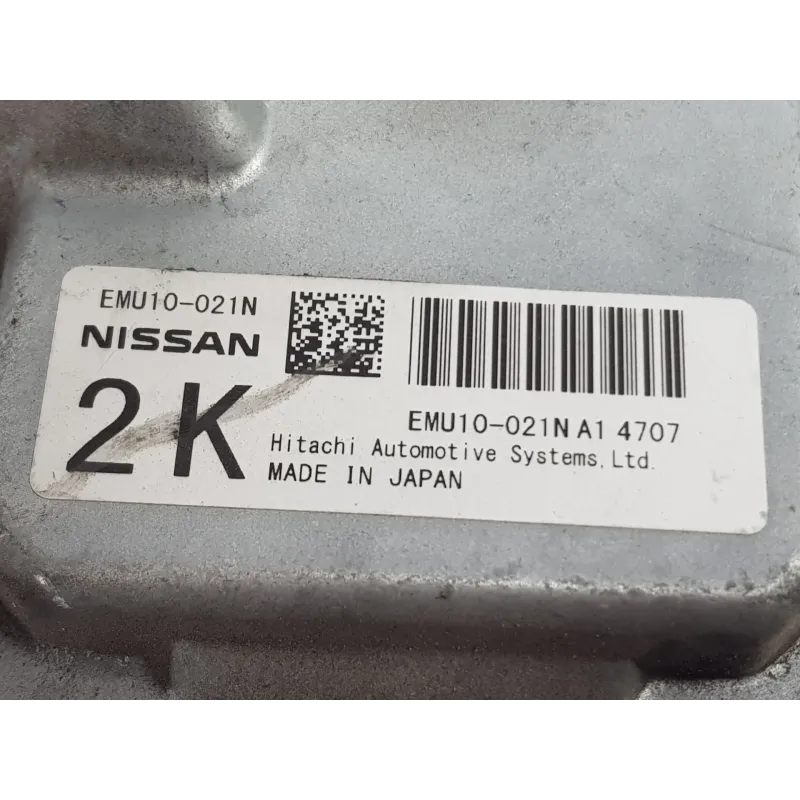 EMU10-021N
NISSAN
2K
EMU10-021N A1 4707
Hitachi Automotive Systems, Ltd.
MADE IN JAPAN